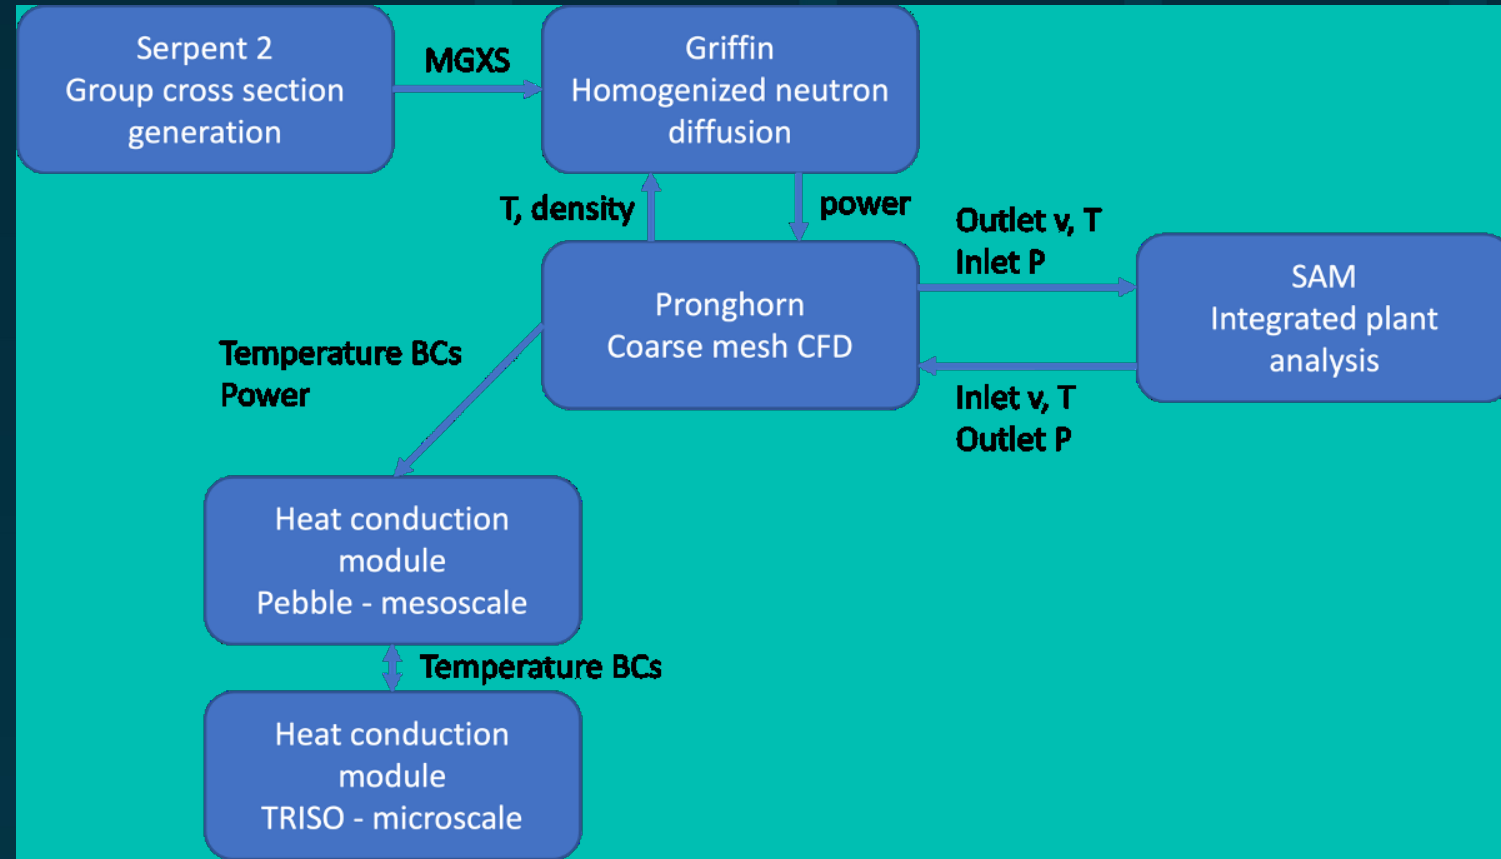 Serpent 2
Group cross section
generation
MGXS
Griffin
Homogenized neutron
diffusion
T, density
power
Pronghorn
Coarse mesh CFD
Outlet v, T
Inlet P
SAM
Integrated plant
analysis
Inlet v, T
Outlet P
Temperature BCs
Power
Heat conduction
module
Pebble - mesoscale
Temperature BCs
Heat conduction
module
TRISO - microscale